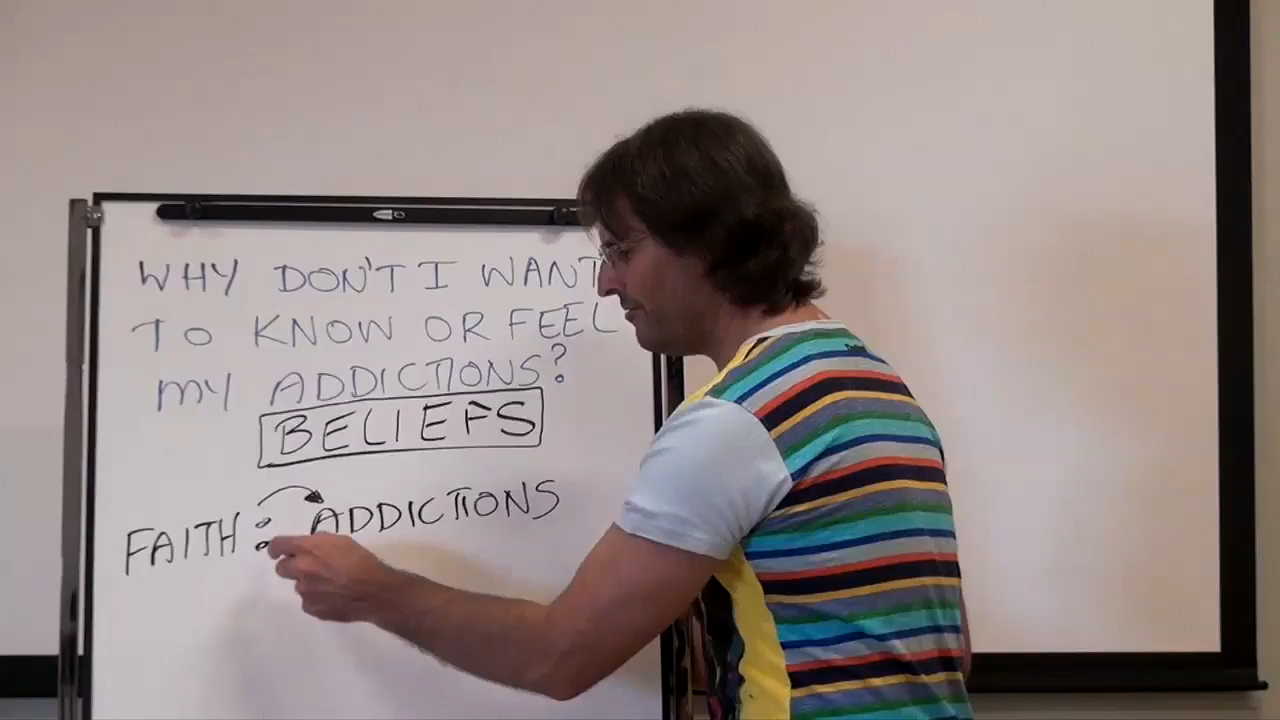 WHY DON'T I WANT
TO KNOW OR FEEL
MY ADDICTIONS?
BELIEFS
FAITH: ADDICTIONS